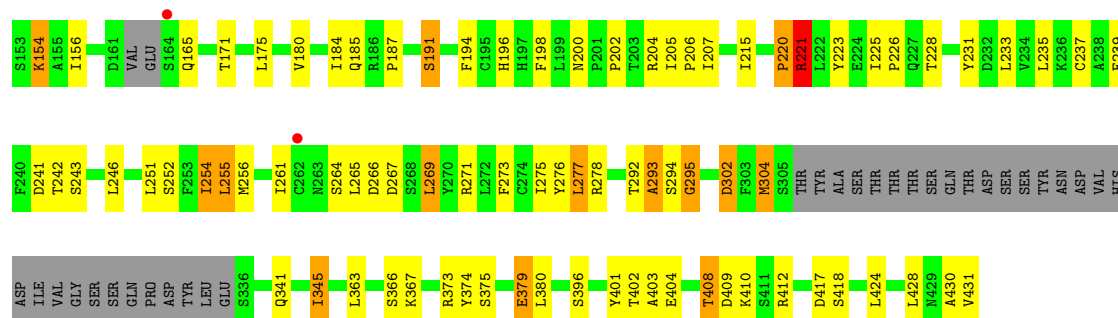 S153 K154 A155 I156 D161 VAL GLU S164 Q165 T171 L175 V180 I184 Q185 R186 P187 S191 F194 C195 H196 H197 F198 L199 N200 P201 P202 T203 R204 I205 P206 I207 I215 P220 R221 L222 Y223 E224 I225 P226 Q227 T228 Y231 D232 L233 V234 L235 K236 C237 A238 E239
F240 D241 T242 S243 L246 L251 S252 F253 I254 L255 M256 I261 C262 N263 S264 L265 D266 D267 S268 L269 Y270 R271 L272 F273 C274 I275 Y276 L277 R278 T292 A293 S294 G295 D302 F303 M304 S305 THR TYR ALA SER THR THR THR SER GLN THR ASP SER SER TYR ASN ASP VAL HIS
ASP ILE VAL GLY SER SER GLN PRO ASP TYR LEU GLU S336 Q341 I345 L363 S366 K367 R373 Y374 S375 E379 L380 S396 Y401 T402 A403 E404 T408 D409 K410 S411 R412 D417 S418 L424 L428 N429 A430 V431